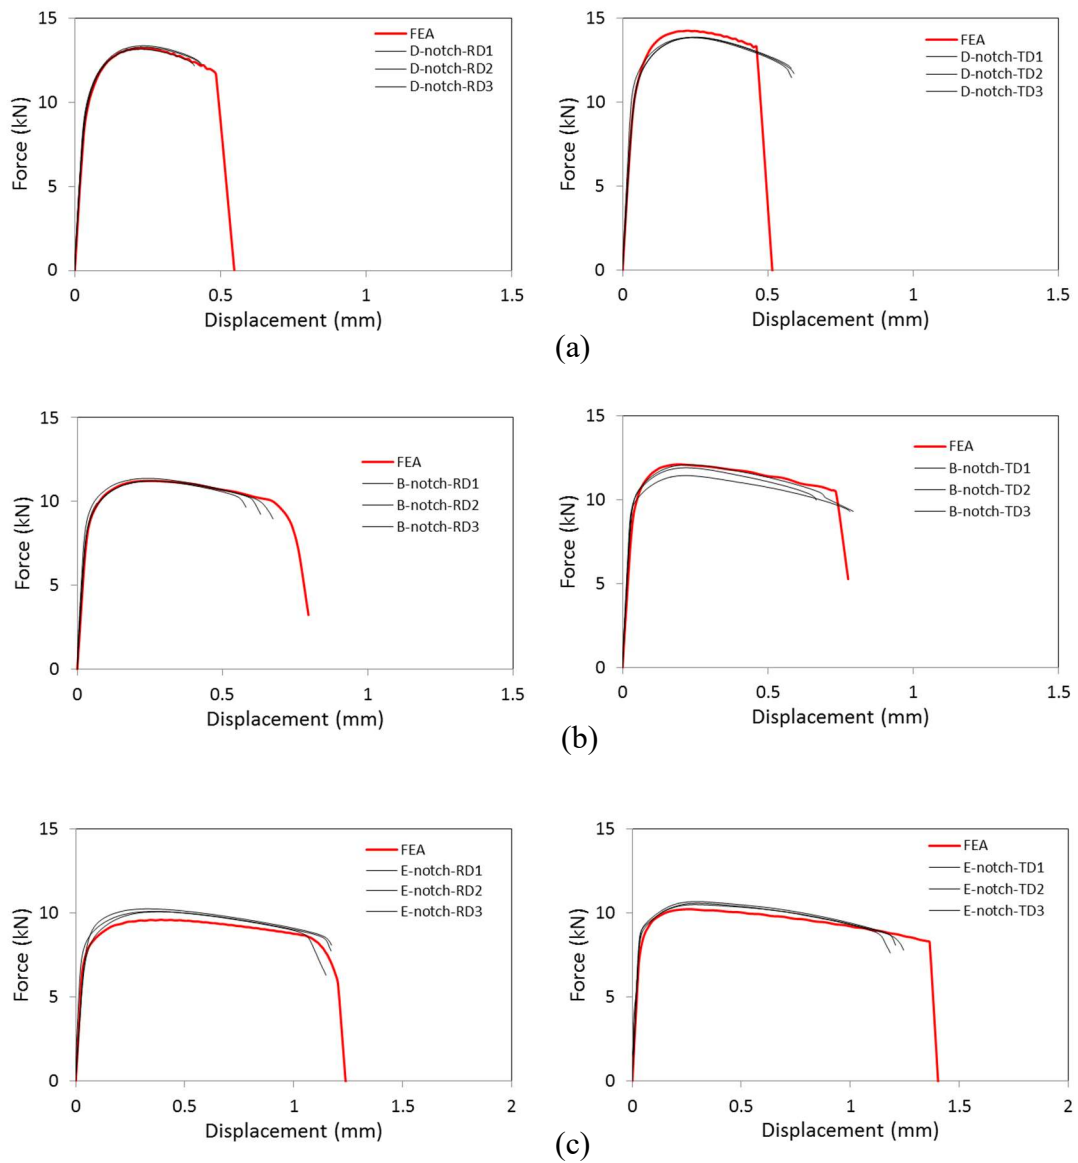 15
10
5
0
Force (kN)
FEA
D-notch-RD1
D-notch-RD2
D-notch-RD3
0
0.5
1
1.5
Displacement (mm)
15
10
5
0
Force (kN)
FEA
D-notch-TD1
D-notch-TD2
D-notch-TD3
0
0.5
1
1.5
Displacement (mm)
(a)
15
10
5
0
Force (kN)
FEA
B-notch-RD1
B-notch-RD2
B-notch-RD3
0
0.5
1
1.5
Displacement (mm)
15
10
5
0
Force (kN)
FEA
B-notch-TD1
B-notch-TD2
B-notch-TD3
0
0.5
1
1.5
Displacement (mm)
(b)
15
10
5
0
Force (kN)
FEA
E-notch-RD1
E-notch-RD2
E-notch-RD3
0
0.5
1
1.5
2
Displacement (mm)
15
10
5
0
Force (kN)
FEA
E-notch-TD1
E-notch-TD2
E-notch-TD3
0
0.5
1
1.5
2
Displacement (mm)
(c)